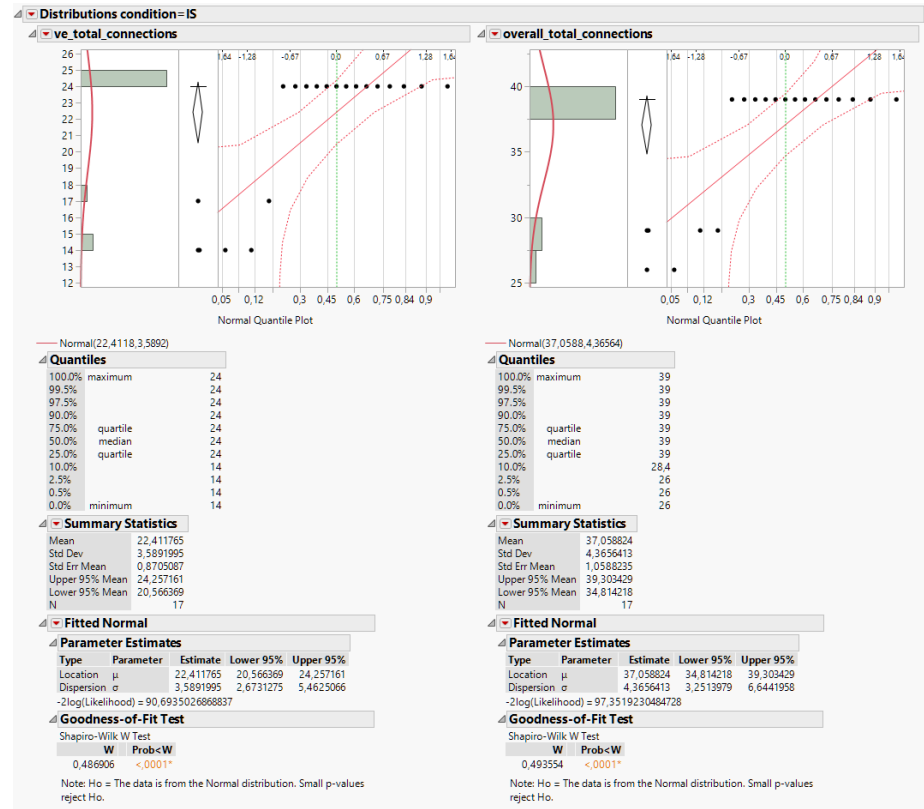 Distributions condition=IS
ve_total_connections
26
25
24
23
22
21
20
19
18
17
16
15
14
13
12
1,64 -1,28 -0,67 0,0 0,67 1,28 1,64
0,05 0,12 0,3 0,45 0,6 0,75 0,84 0,9
Normal Quantile Plot
Normal(22,4118,3,5892)
Quantiles
100.0% maximum 24
99.5% 24
97.5% 24
90.0% 24
75.0% quartile 24
50.0% median 24
25.0% quartile 24
10.0% 14
2.5% 14
0.5% 14
0.0% minimum 14
Summary Statistics
Mean 22,411765
Std Dev 3,5891995
Std Err Mean 0,8705087
Upper 95% Mean 24,257161
Lower 95% Mean 20,566369
N 17
Fitted Normal
Parameter Estimates
Type Parameter Estimate Lower 95% Upper 95%
Location μ 22,411765 20,566369 24,257161
Dispersion σ 3,5891995 2,6731275 5,4625066
-2log(Likelihood) = 90,6935026868837
Goodness-of-Fit Test
Shapiro-Wilk W Test
W Prob<W
0,486906 <,0001*
Note: Ho = The data is from the Normal distribution. Small p-values
reject Ho.
overall_total_connections
40
35
30
25
1,64 -1,28 -0,67 0,0 0,67 1,28 1,64
0,05 0,12 0,3 0,45 0,6 0,75 0,84 0,9
Normal Quantile Plot
Normal(37,0588,4,36564)
Quantiles
100.0% maximum 39
99.5% 39
97.5% 39
90.0% 39
75.0% quartile 39
50.0% median 39
25.0% quartile 39
10.0% 28,4
2.5% 26
0.5% 26
0.0% minimum 26
Summary Statistics
Mean 37,058824
Std Dev 4,3656413
Std Err Mean 1,0588235
Upper 95% Mean 39,303429
Lower 95% Mean 34,814218
N 17
Fitted Normal
Parameter Estimates
Type Parameter Estimate Lower 95% Upper 95%
Location μ 37,058824 34,814218 39,303429
Dispersion σ 4,3656413 3,2513979 6,6441958
-2log(Likelihood) = 97,3519230484728
Goodness-of-Fit Test
Shapiro-Wilk W Test
W Prob<W
0,493554 <,0001*
Note: Ho = The data is from the Normal distribution. Small p-values
reject Ho.